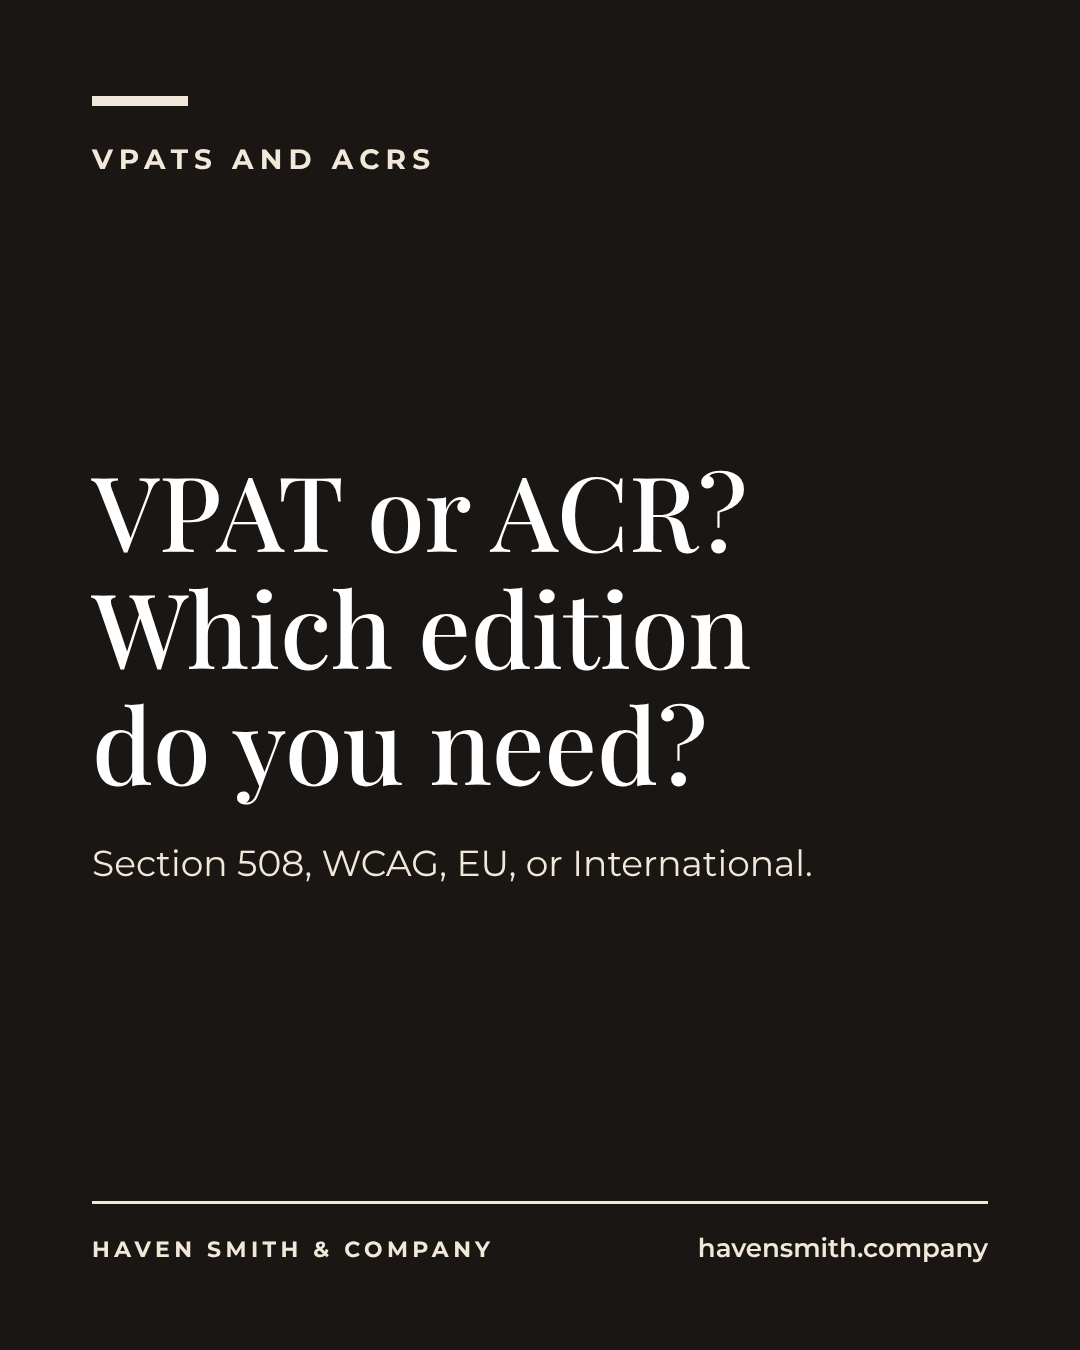 VPATS AND ACRS
VPAT or ACR?
Which edition
do you need?
Section 508, WCAG, EU, or International.
HAVEN SMITH & COMPANY
havensmith.company